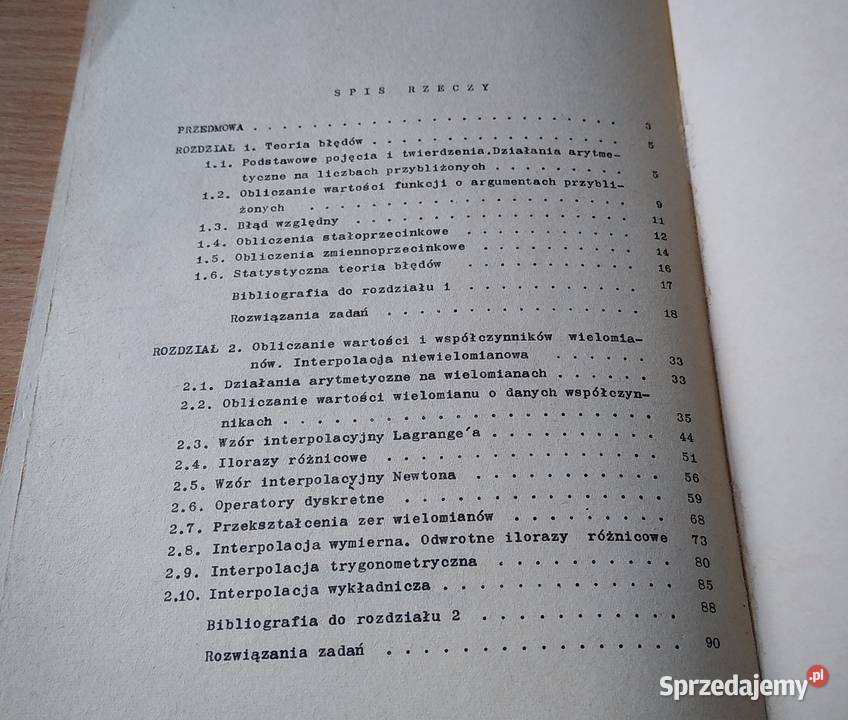 SPIS RZECZY
PRZEDMOWA . . . . . . . . . . . . . . . . . . . . . . . . . 3
ROZDZIAŁ 1. Teoria błędów . . . . . . . . . . . . . . . . . 5
1.1. Podstawowe pojęcia i twierdzenia.Działania arytme-
tyczne na liczbach przybliżonych . . . . . . . . . 5
1.2. Obliczanie wartości funkcji o argumentach przybli-
żonych . . . . . . . . . . . . . . . . . . . . . . 9
1.3. Błąd względny . . . . . . . . . . . . . . . . . 11
1.4. Obliczenia stałoprzecinkowe . . . . . . . . . . 12
1.5. Obliczenia zmiennoprzecinkowe . . . . . . . . . 14
1.6. Statystyczna teoria błędów . . . . . . . . . . 16
Bibliografia do rozdziału 1 . . . . . . . . . . 17
Rozwiązania zadań . . . . . . . . . . . . . . . 18
ROZDZIAŁ 2. Obliczanie wartości i współczynników wielomia-
nów. Interpolacja niewielomianowa . . . . . . 33
2.1. Działania arytmetyczne na wielomianach . . . . . . 33
2.2. Obliczanie wartości wielomianu o danych współczyn-
nikach . . . . . . . . . . . . . . . . . . . . 35
2.3. Wzór interpolacyjny Lagrange´a . . . . . . . . . . 44
2.4. Ilorazy różnicowe . . . . . . . . . . . . . . . 51
2.5. Wzór interpolacyjny Newtona . . . . . . . . . . 56
2.6. Operatory dyskretne . . . . . . . . . . . . . . 59
2.7. Przekształcenia zer wielomianów . . . . . . . . 68
2.8. Interpolacja wymierna. Odwrotne ilorazy różnicowe 73
2.9. Interpolacja trygonometryczna . . . . . . . . . 80
2.10. Interpolacja wykładnicza . . . . . . . . . . . . 85
Bibliografia do rozdziału 2 . . . . . . . . . . 88
Rozwiązania zadań . . . . . . . . . . . . . . . 90
Sprzedajemy.pl